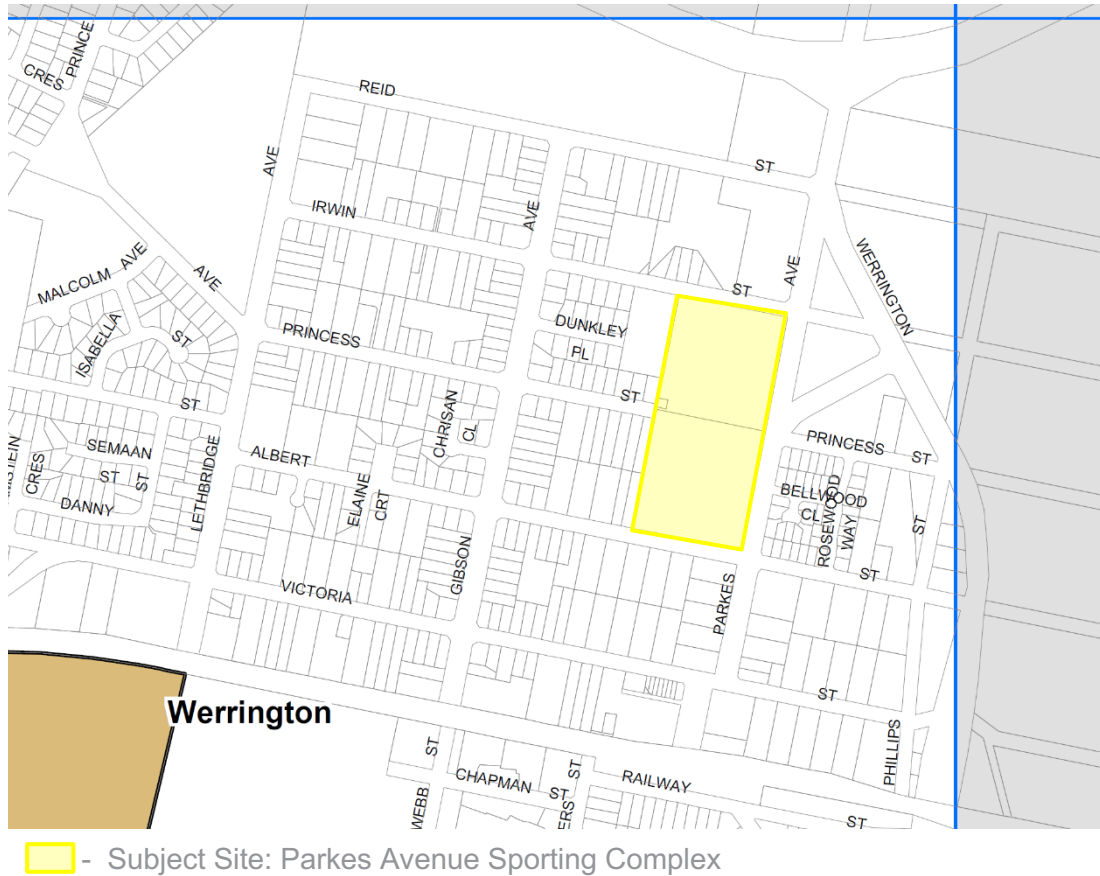 PRINCE
CRES
REID
ST
AVE
IRWIN
AVE
ST
AVE
WERRINGTON
MALCOLM AVE
AVE
ISABELLA
ST
DUNKLEY
PL
PRINCESS
ST
ST
CHRISAN
CL
PRINCESS
ST
SEMAAN
ST
ST
DANNY
CRES
LETHBRIDGE
ALBERT
ELAINE
CRT
BELLWOOD
CL
ROSEWOOD
WAY
ST
ST
GIBSON
VICTORIA
PARKES
ST
PHILLIPS
Werrington
ST
CHAPMAN
ST
ST
RAILWAY
ST
WEBB
- Subject Site: Parkes Avenue Sporting Complex